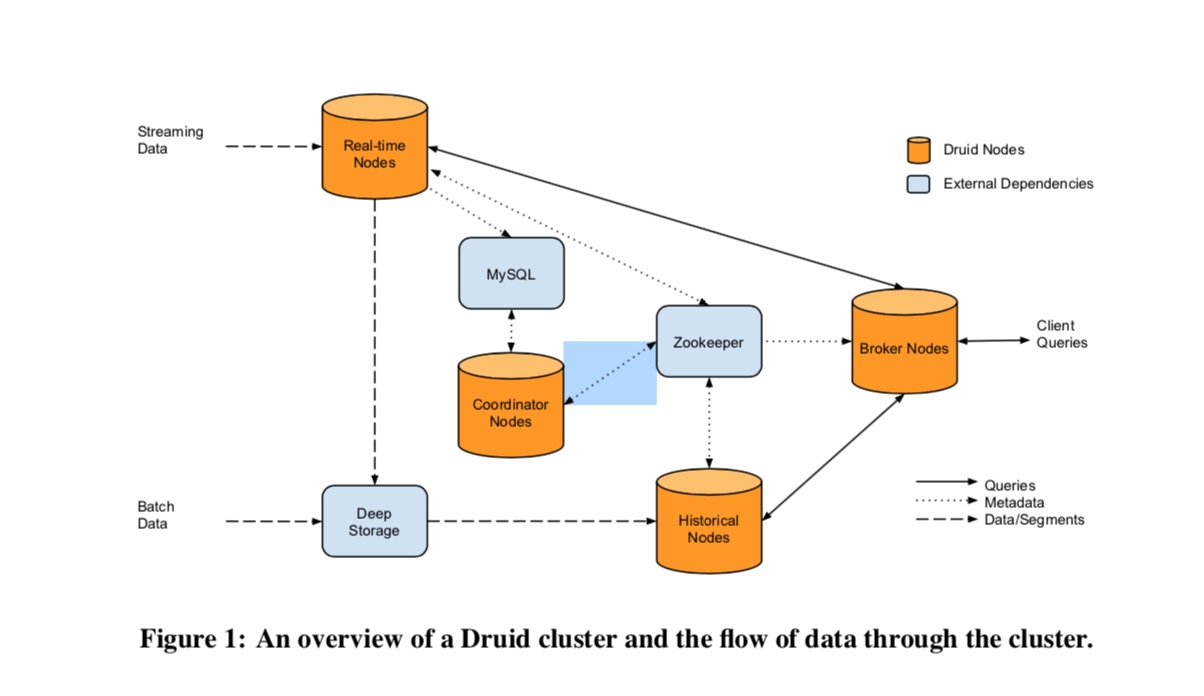 Streaming
Data
Real-time
Nodes
Druid Nodes
External Dependencies
MySQL
Zookeeper
Broker Nodes
Client
Queries
Coordinator
Nodes
Batch
Data
Deep
Storage
Historical
Nodes
Queries
Metadata
Data/Segments
Figure 1: An overview of a Druid cluster and the flow of data through the cluster.